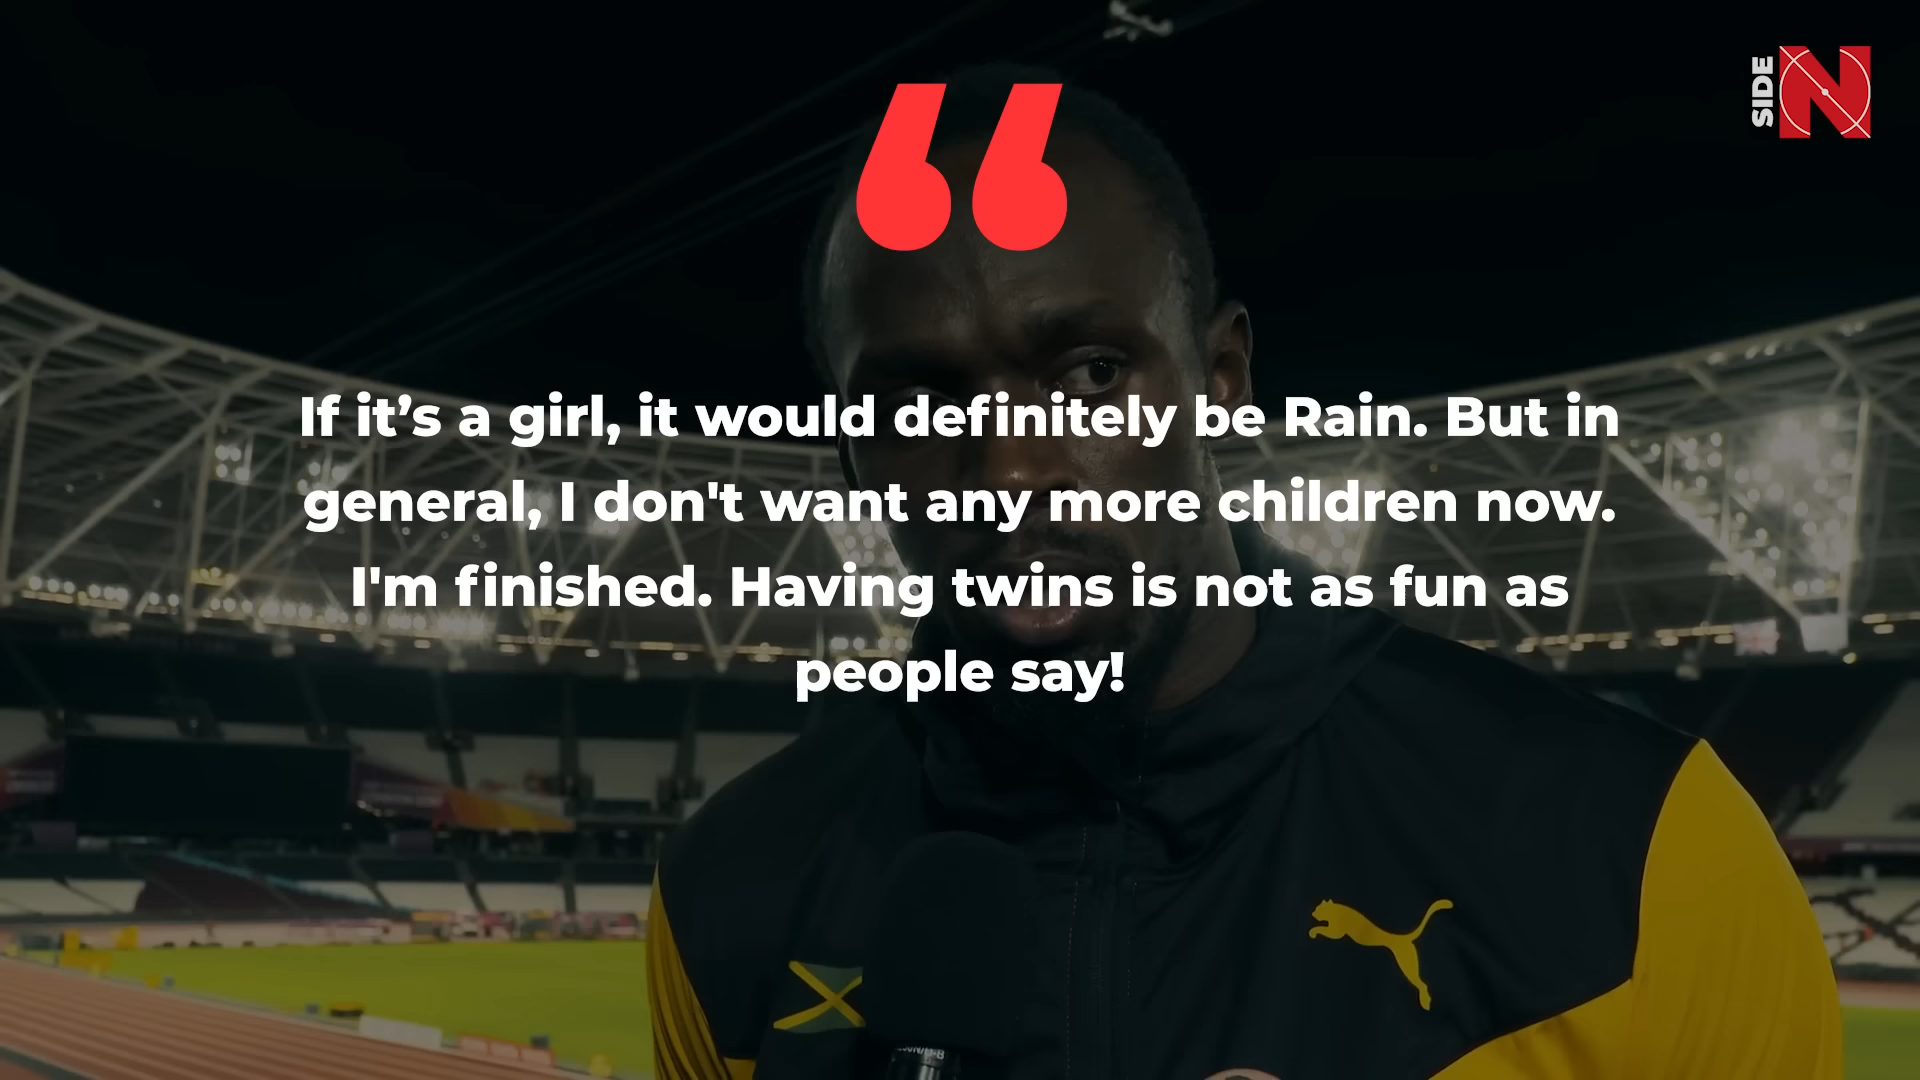 SIDE
N
If it’s a girl, it would definitely be Rain. But in
general, I don't want any more children now.
I'm finished. Having twins is not as fun as
people say!